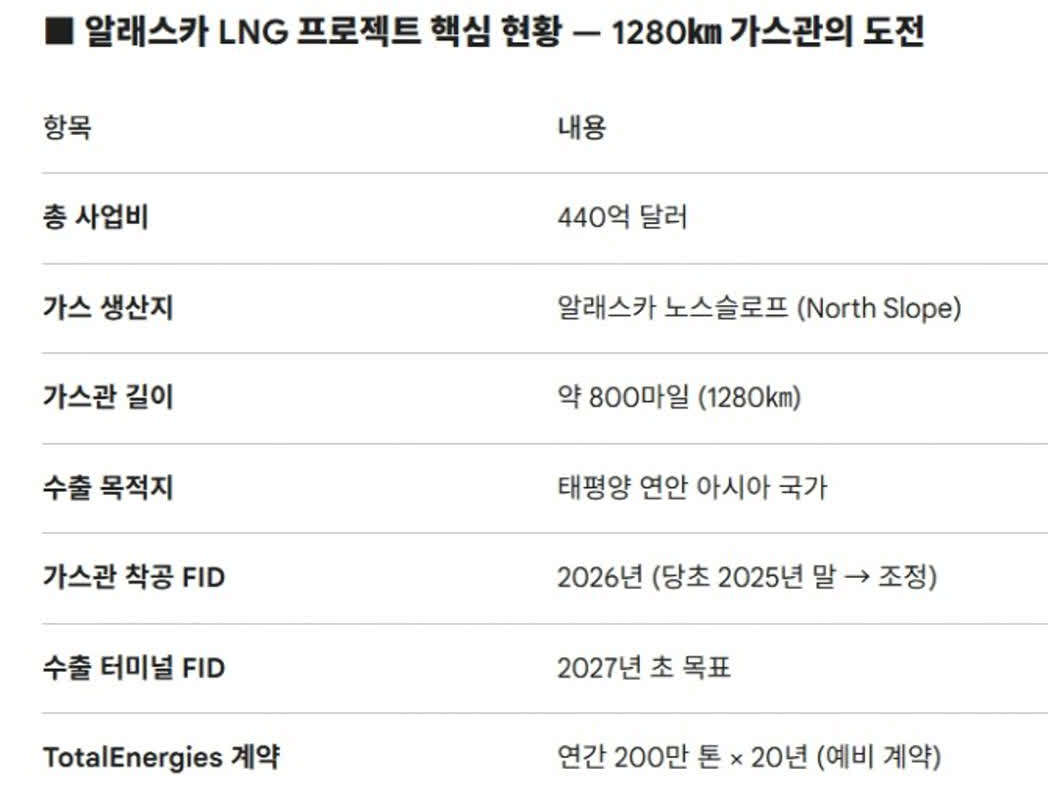 ■ 알래스카 LNG 프로젝트 핵심 현황 — 1280㎞ 가스관의 도전
항목 내용
총 사업비 440억 달러
가스 생산지 알래스카 노스슬로프 (North Slope)
가스관 길이 약 800마일 (1280㎞)
수출 목적지 태평양 연안 아시아 국가
가스관 착공 FID 2026년 (당초 2025년 말 → 조정)
수출 터미널 FID 2027년 초 목표
TotalEnergies 계약 연간 200만 톤 × 20년 (예비 계약)